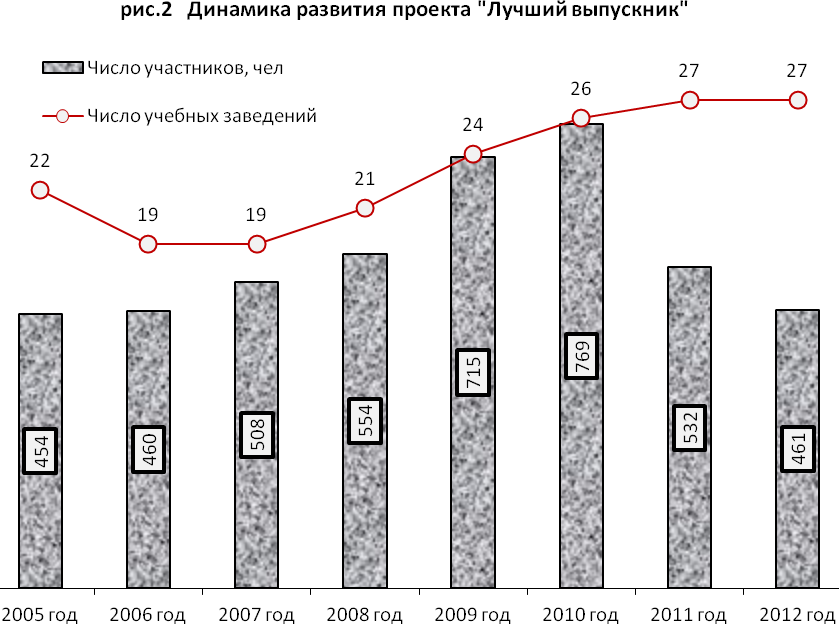 рис.2 Динамика развития проекта "Лучший выпускник"
Число участников, чел
Число учебных заведений
22
19
19
21
24
26
27
27
454
460
508
554
715
769
532
461
2005 год
2006 год
2007 год
2008 год
2009 год
2010 год
2011 год
2012 год